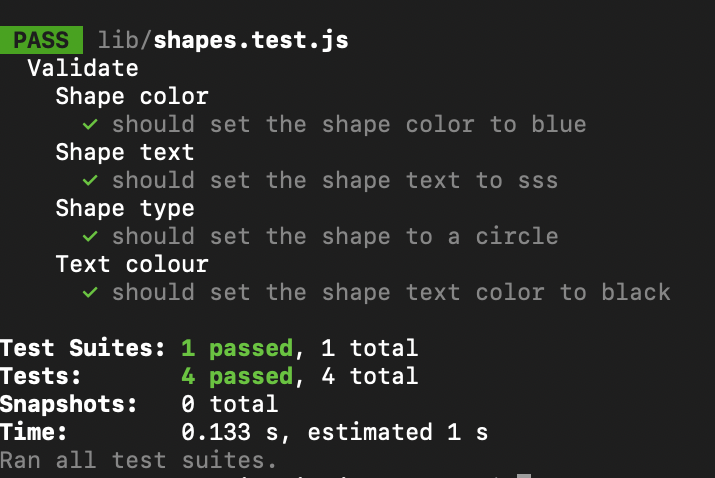 PASS lib/shapes.test.js
Validate
Shape color
✓ should set the shape color to blue
Shape text
✓ should set the shape text to sss
Shape type
✓ should set the shape to a circle
Text colour
✓ should set the shape text color to black
Test Suites: 1 passed, 1 total
Tests: 4 passed, 4 total
Snapshots: 0 total
Time: 0.133 s, estimated 1 s
Ran all test suites.